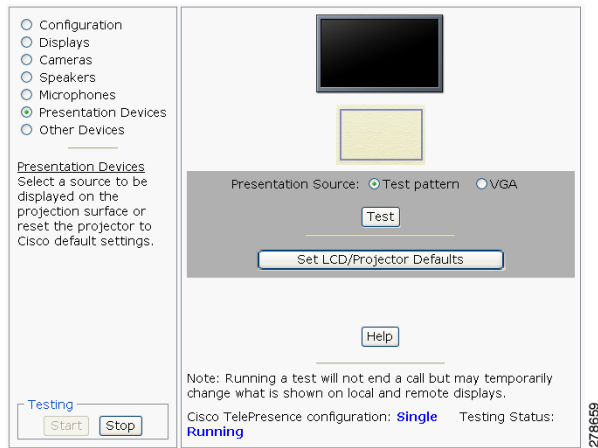 Configuration
Displays
Cameras
Speakers
Microphones
Presentation Devices
Other Devices
Presentation Devices
Select a source to be
displayed on the
projection surface or
reset the projector to
Cisco default settings.
Testing
Start Stop
Presentation Source: Test pattern VGA
Test
Set LCD/Projector Defaults
Help
Note: Running a test will not end a call but may temporarily
change what is shown on local and remote displays.
Cisco TelePresence configuration: Single Testing Status:
Running
278659